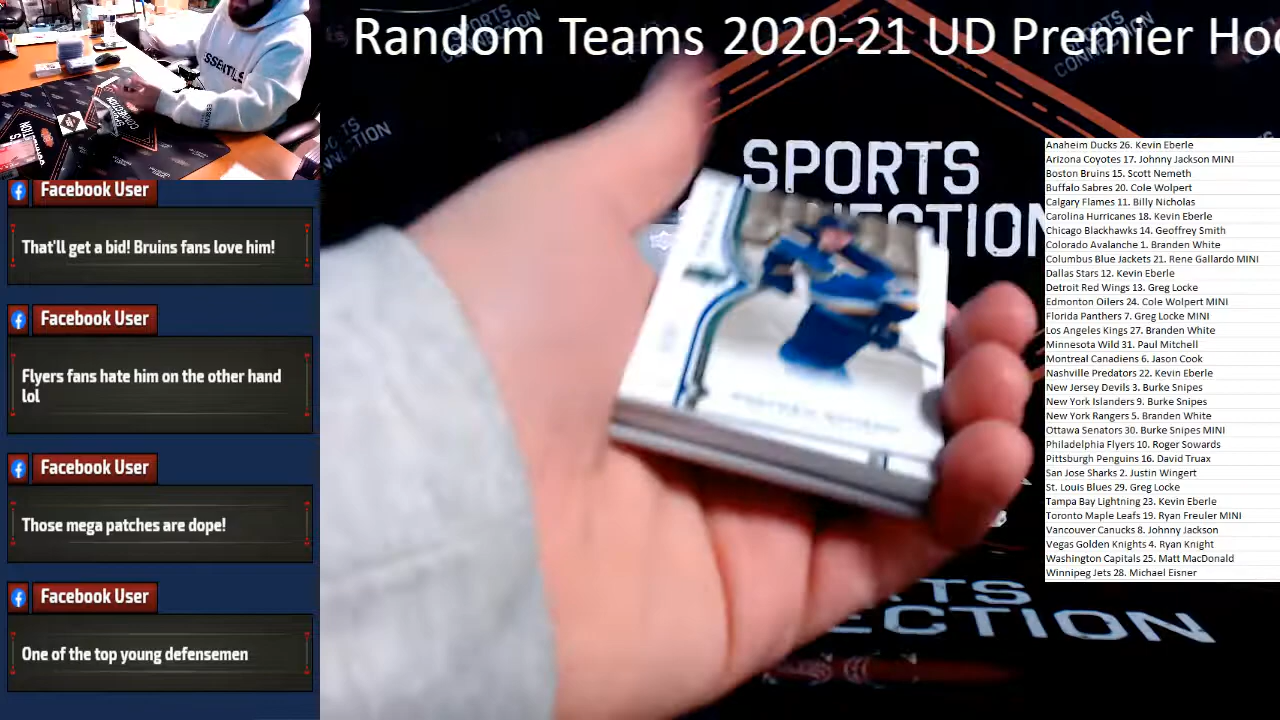 Random Teams 2020-21 UD Premier Hoc
SPORTS
CONNECTION
SPORTS
CONNECTION
SPORTS
CONNECTION
Facebook User
That'll get a bid! Bruins fans love him!
Facebook User
Flyers fans hate him on the other hand
lol
Facebook User
Those mega patches are dope!
Facebook User
One of the top young defensemen
Anaheim Ducks 26. Kevin Eberle
Arizona Coyotes 17. Johnny Jackson MINI
Boston Bruins 15. Scott Nemeth
Buffalo Sabres 20. Cole Wolpert
Calgary Flames 11. Billy Nicholas
Carolina Hurricanes 18. Kevin Eberle
Chicago Blackhawks 14. Geoffrey Smith
Colorado Avalanche 1. Branden White
Columbus Blue Jackets 21. Rene Gallardo MINI
Dallas Stars 12. Kevin Eberle
Detroit Red Wings 13. Greg Locke
Edmonton Oilers 24. Cole Wolpert MINI
Florida Panthers 7. Greg Locke MINI
Los Angeles Kings 27. Branden White
Minnesota Wild 31. Paul Mitchell
Montreal Canadiens 6. Jason Cook
Nashville Predators 22. Kevin Eberle
New Jersey Devils 3. Burke Snipes
New York Islanders 9. Burke Snipes
New York Rangers 5. Branden White
Ottawa Senators 30. Burke Snipes MINI
Philadelphia Flyers 10. Roger Sowards
Pittsburgh Penguins 16. David Truax
San Jose Sharks 2. Justin Wingert
St. Louis Blues 29. Greg Locke
Tampa Bay Lightning 23. Kevin Eberle
Toronto Maple Leafs 19. Ryan Freuler MINI
Vancouver Canucks 8. Johnny Jackson
Vegas Golden Knights 4. Ryan Knight
Washington Capitals 25. Matt MacDonald
Winnipeg Jets 28. Michael Eisner